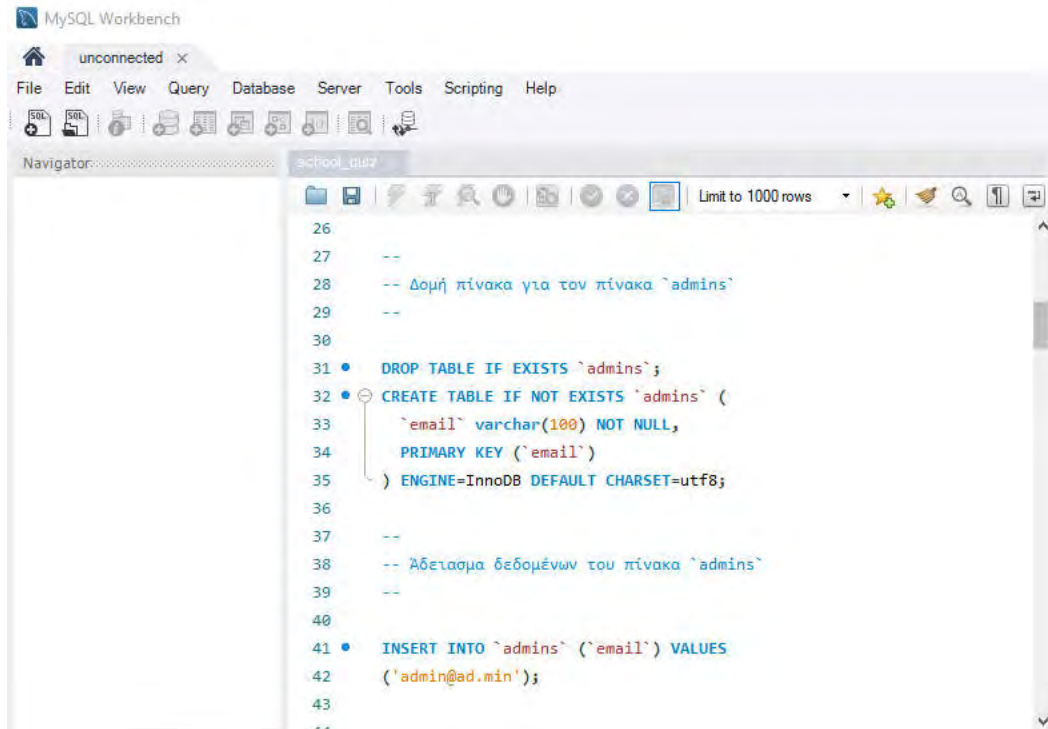 MySQL Workbench
unconnected ×
File Edit View Query Database Server Tools Scripting Help
SQL SQL
Navigator school_quiz
Limit to 1000 rows
26
27 --
28 -- Δομή πίνακα για τον πίνακα `admins`
29 --
30
31 DROP TABLE IF EXISTS `admins`;
32 CREATE TABLE IF NOT EXISTS `admins` (
33 `email` varchar(100) NOT NULL,
34 PRIMARY KEY (`email`)
35 ) ENGINE=InnoDB DEFAULT CHARSET=utf8;
36
37 --
38 -- Άδειασμα δεδομένων του πίνακα `admins`
39 --
40
41 INSERT INTO `admins` (`email`) VALUES
42 ('admin@ad.min');
43